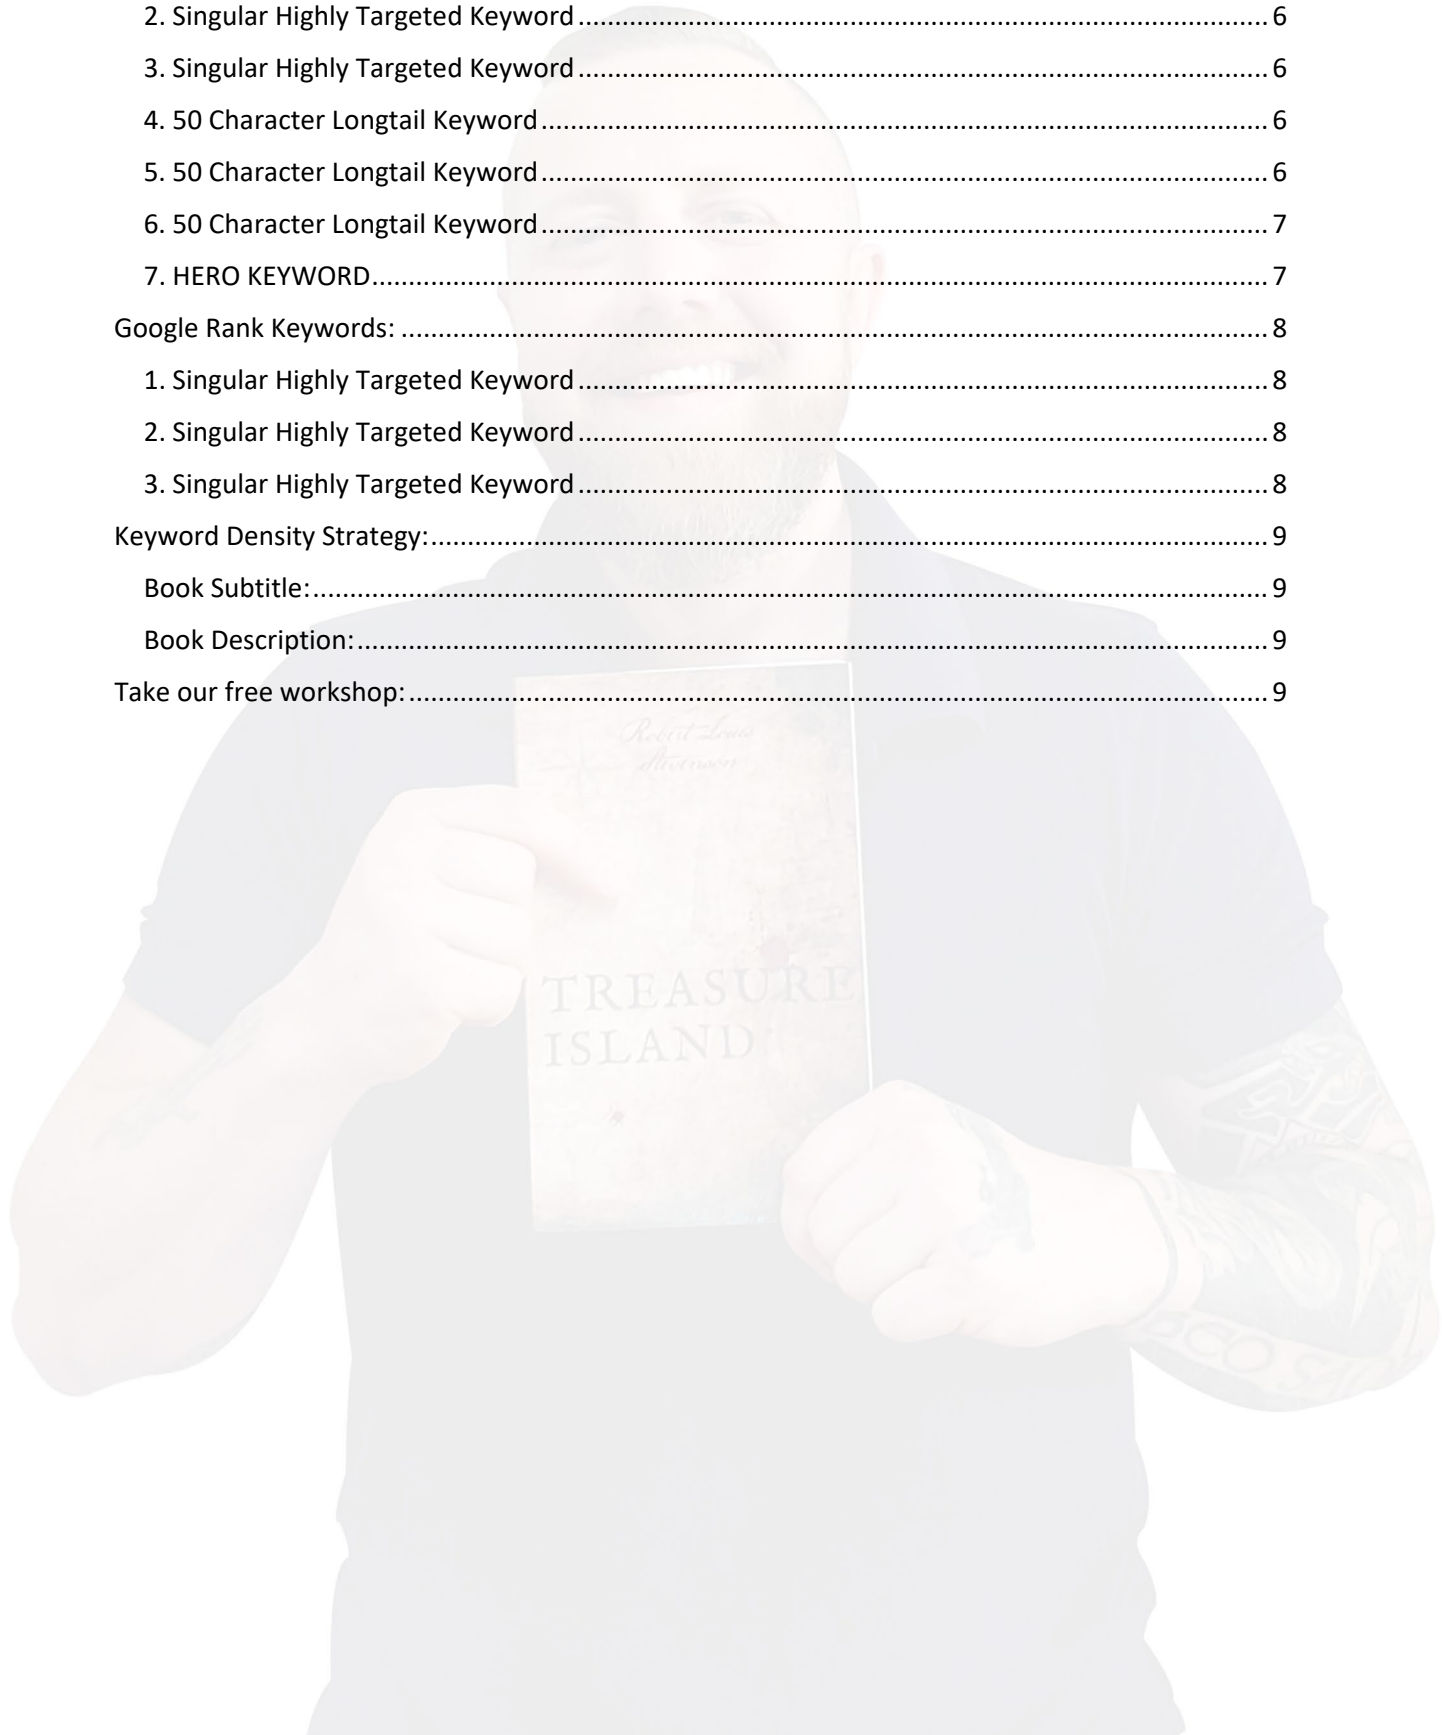 2. Singular Highly Targeted Keyword ........ 6
3. Singular Highly Targeted Keyword ........ 6
4. 50 Character Longtail Keyword ........ 6
5. 50 Character Longtail Keyword ........ 6
6. 50 Character Longtail Keyword ........ 7
7. HERO KEYWORD ........ 7
Google Rank Keywords: ........ 8
1. Singular Highly Targeted Keyword ........ 8
2. Singular Highly Targeted Keyword ........ 8
3. Singular Highly Targeted Keyword ........ 8
Keyword Density Strategy: ........ 9
Book Subtitle: ........ 9
Book Description: ........ 9
Take our free workshop: ........ 9
Robert Louis
Stevenson
TREASURE
ISLAND